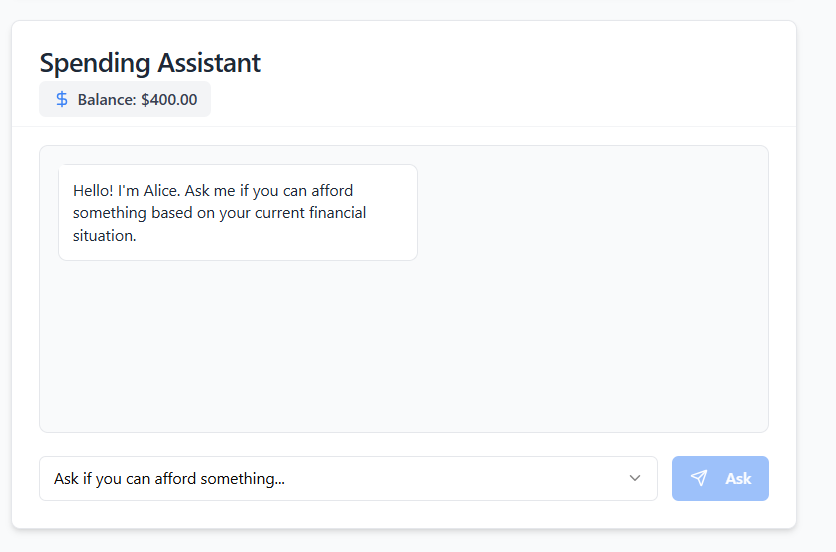 Spending Assistant
$ Balance: $400.00
Hello! I'm Alice. Ask me if you can afford
something based on your current financial
situation.
Ask if you can afford something...
Ask